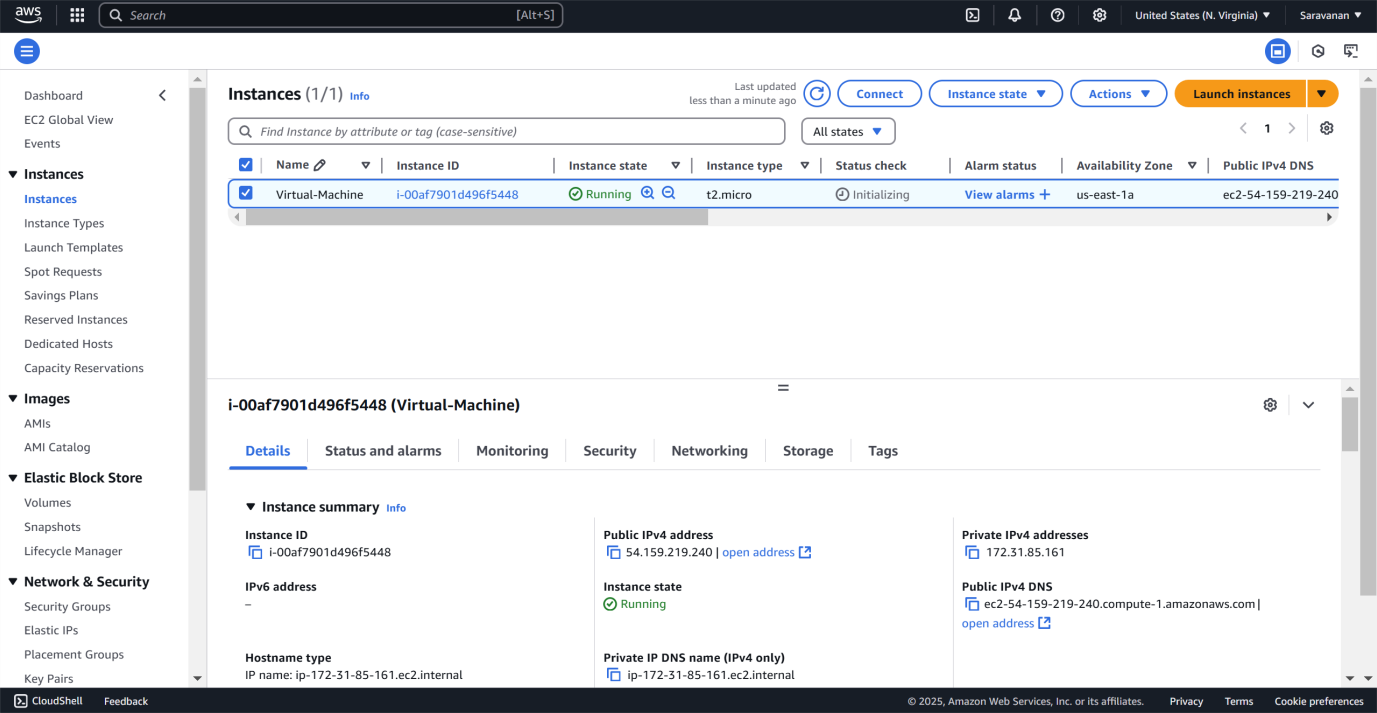 aws
Search [Alt+S]
United States (N. Virginia)
Saravanan
Dashboard
EC2 Global View
Events
Instances
Instances
Instance Types
Launch Templates
Spot Requests
Savings Plans
Reserved Instances
Dedicated Hosts
Capacity Reservations
Images
AMIs
AMI Catalog
Elastic Block Store
Volumes
Snapshots
Lifecycle Manager
Network & Security
Security Groups
Elastic IPs
Placement Groups
Key Pairs
Instances (1/1) Info
Last updated
less than a minute ago
Connect
Instance state
Actions
Launch instances
Find Instance by attribute or tag (case-sensitive)
All states
1
Name Instance ID Instance state Instance type Status check Alarm status Availability Zone Public IPv4 DNS
Virtual-Machine i-00af7901d496f5448 Running t2.micro Initializing View alarms + us-east-1a ec2-54-159-219-240
i-00af7901d496f5448 (Virtual-Machine)
Details Status and alarms Monitoring Security Networking Storage Tags
Instance summary Info
Instance ID
i-00af7901d496f5448
Public IPv4 address
54.159.219.240 | open address
Private IPv4 addresses
172.31.85.161
IPv6 address
–
Instance state
Running
Public IPv4 DNS
ec2-54-159-219-240.compute-1.amazonaws.com |
open address
Hostname type
IP name: ip-172-31-85-161.ec2.internal
Private IP DNS name (IPv4 only)
ip-172-31-85-161.ec2.internal
CloudShell Feedback © 2025, Amazon Web Services, Inc. or its affiliates. Privacy Terms Cookie preferences